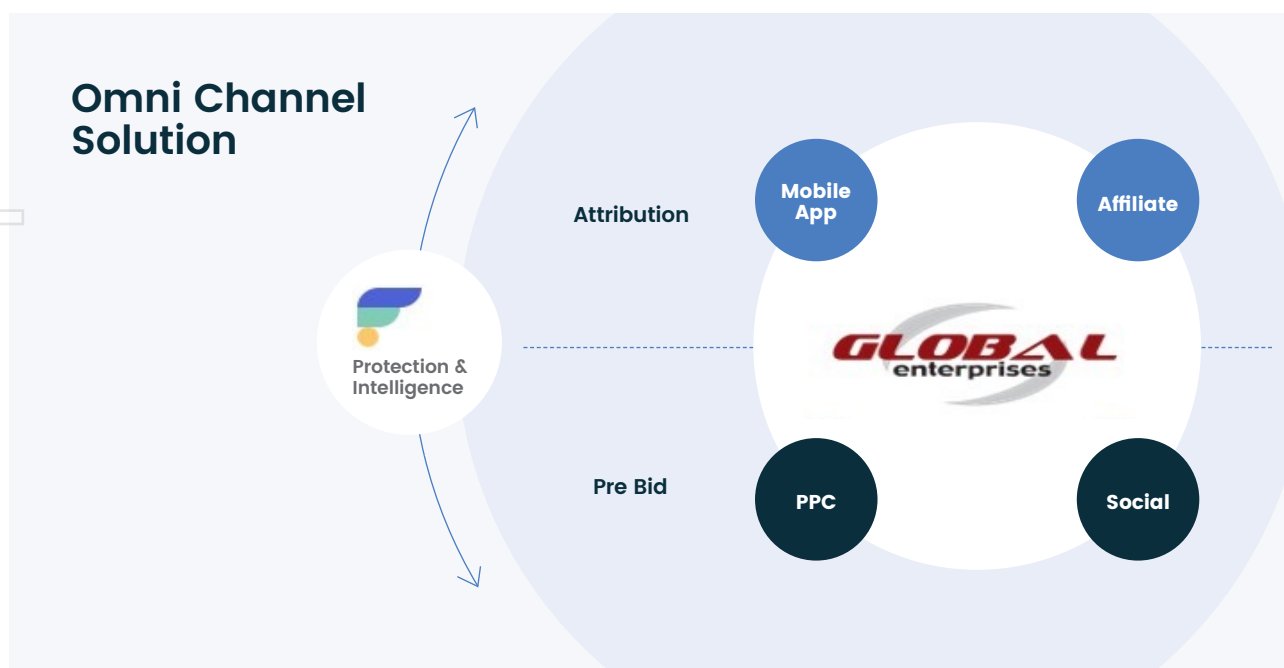 Omni Channel
Solution
Attribution
Mobile
App
Affiliate
Protection &
Intelligence
GLOBAL
enterprises
Pre Bid
PPC
Social